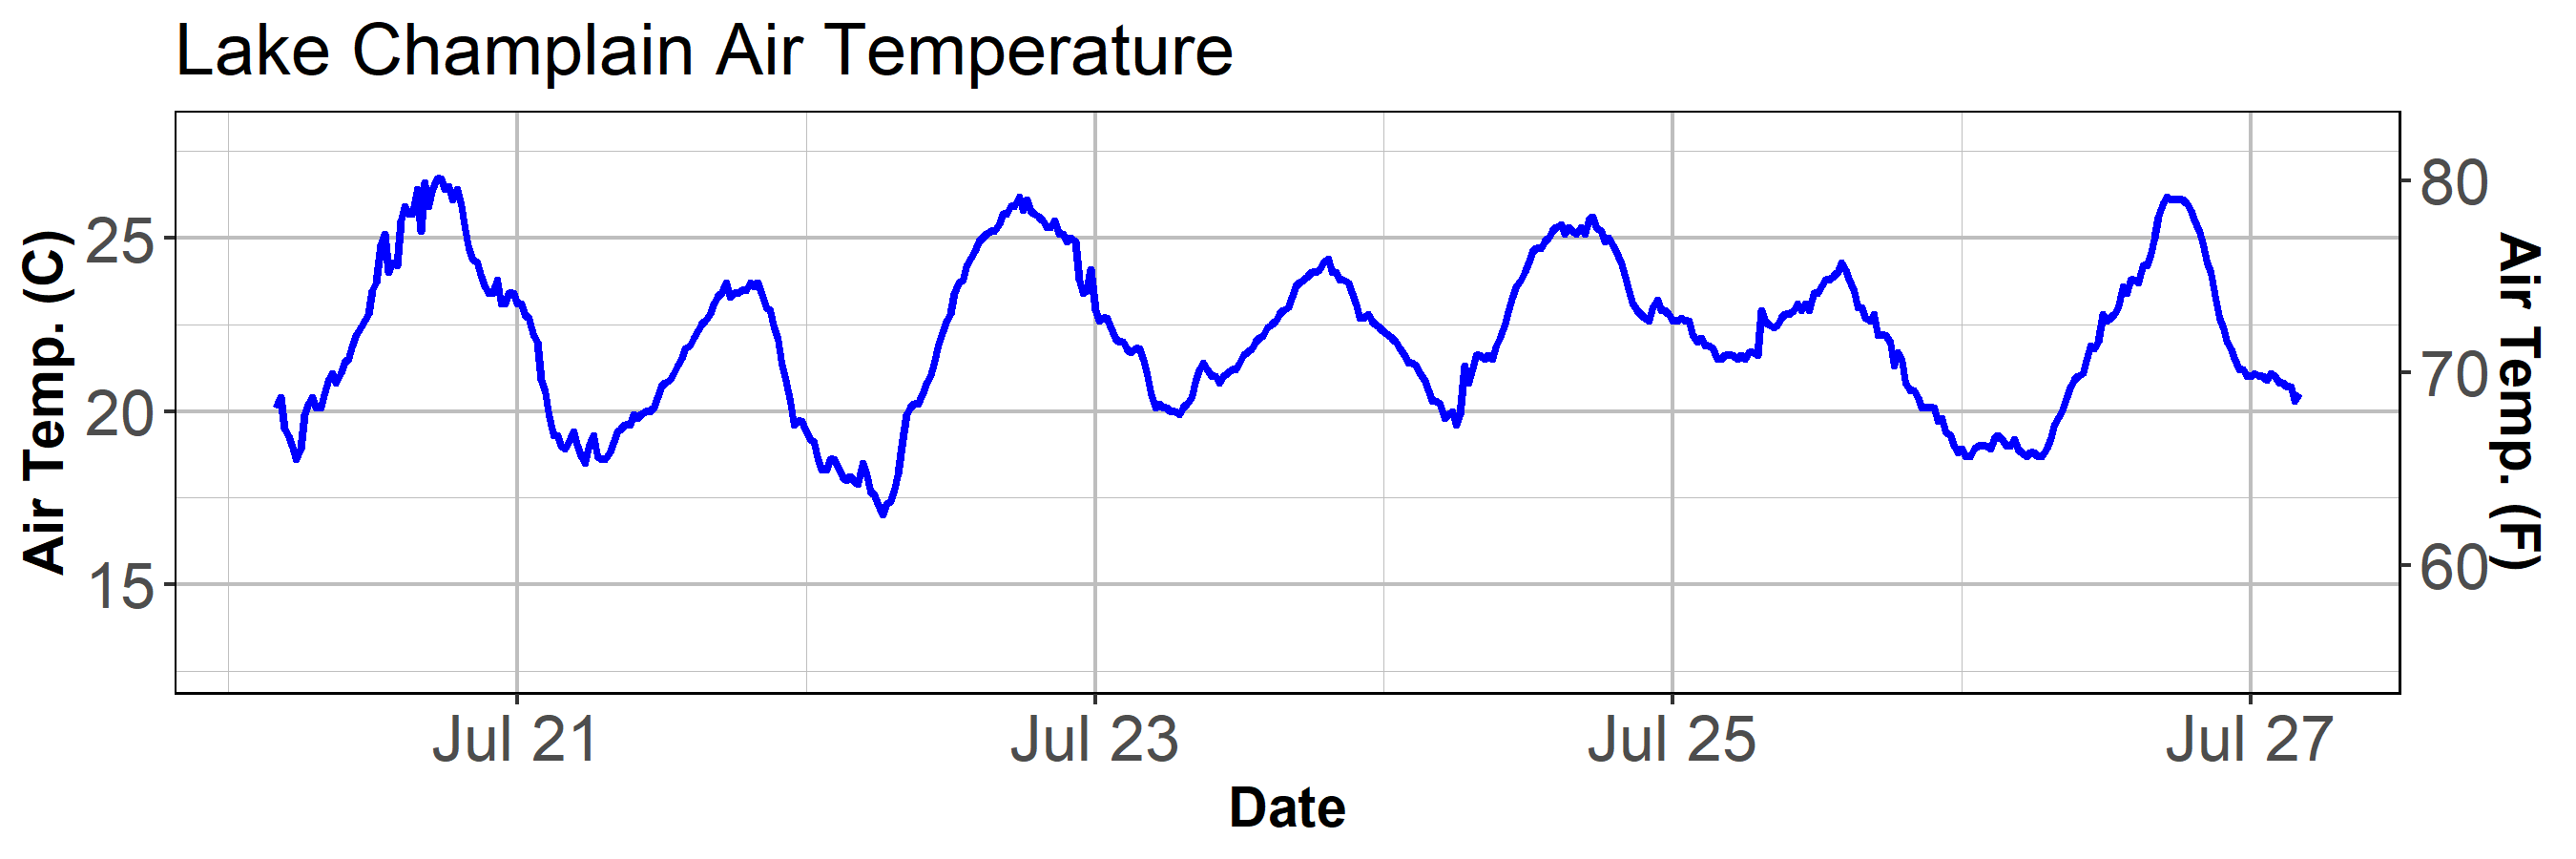 Lake Champlain Air Temperature
Air Temp. (C)
25
20
15
80
70
60
Air Temp. (F)
Jul 21
Jul 23
Jul 25
Jul 27
Date